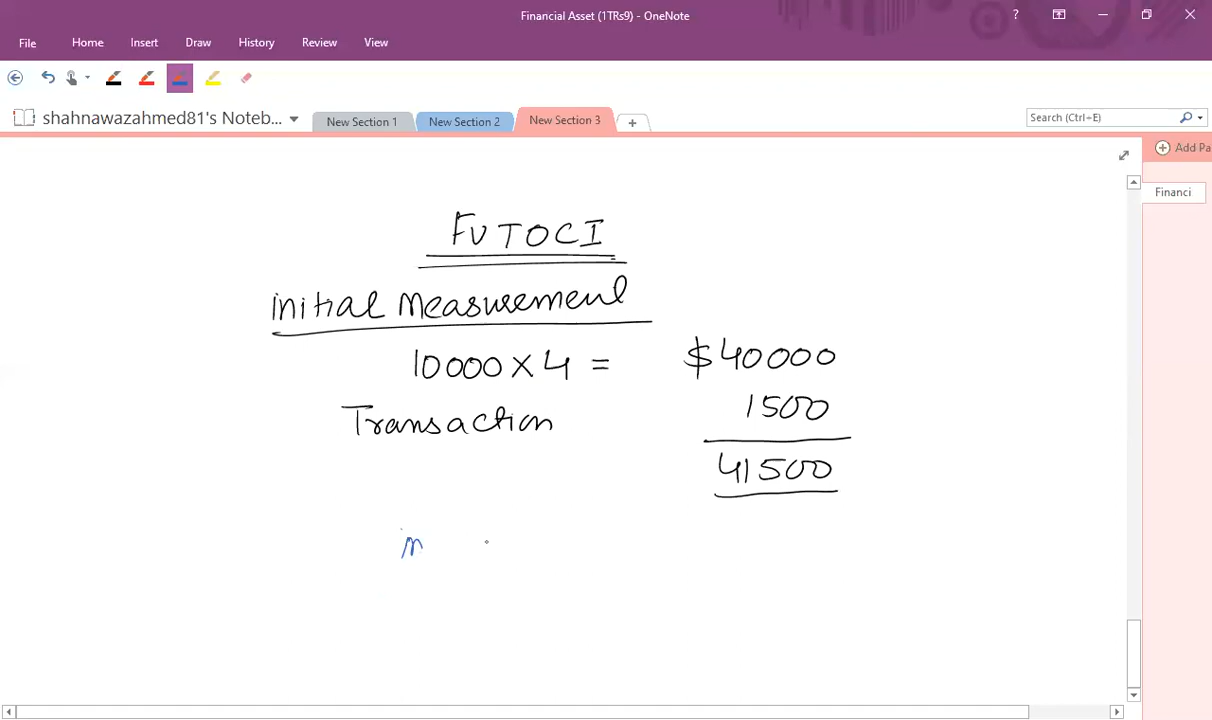 Financial Asset (1TRs9) - OneNote
?
File Home Insert Draw History Review View
shahnawazahmed81's Noteb...
New Section 1
New Section 2
New Section 3
+
Search (Ctrl+E)
Add Pa
Financi
FVTOCI
initial Measurement
10000 X 4 = $40000
Transaction 1500
41500
in